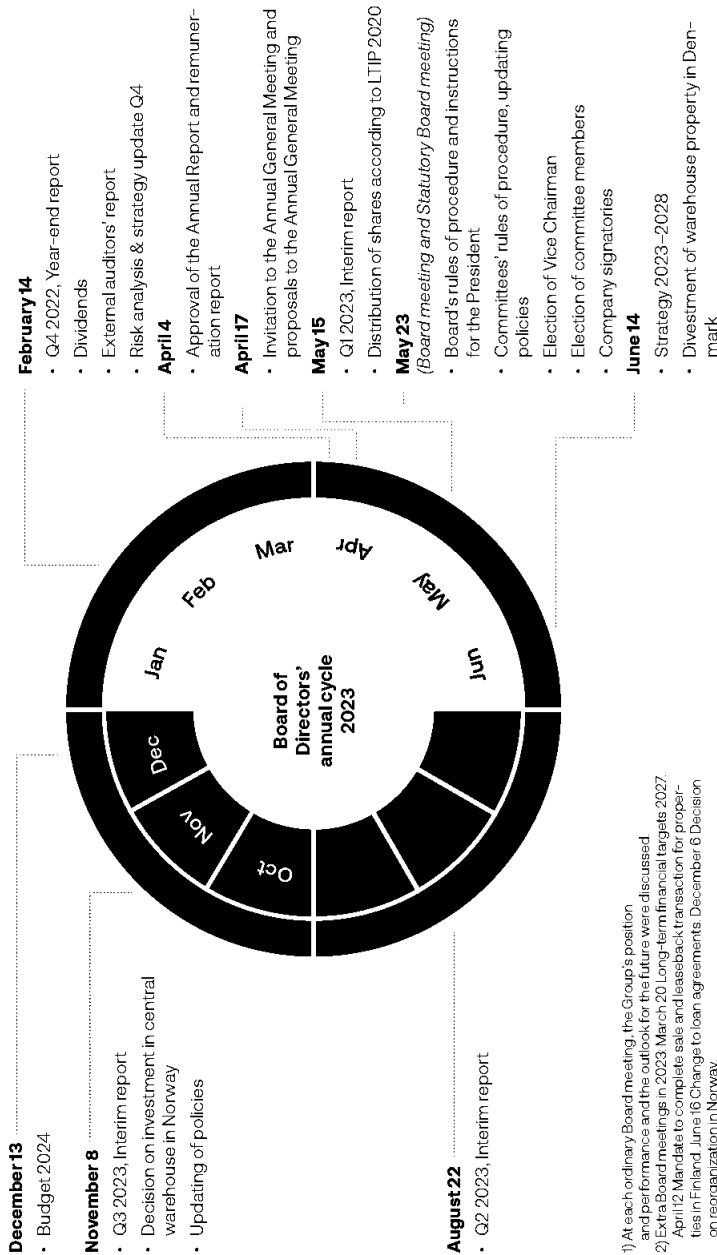 December 13
• Budget 2024
November 8
• Q3 2023, Interim report
• Decision on investment in central
warehouse in Norway
• Updating of policies
August 22
• Q2 2023, Interim report
Board of
Directors’
annual cycle
2023
Jan
Feb
Mar
Apr
May
Jun
Oct
Nov
Dec
February 14
• Q4 2022, Year-end report
• Dividends
• External auditors’ report
• Risk analysis & strategy update Q4
April 4
• Approval of the Annual Report and remuner-
ation report
April 17
• Invitation to the Annual General Meeting and
proposals to the Annual General Meeting
May 15
• Q1 2023, Interim report
• Distribution of shares according to LTIP 2020
May 23
(Board meeting and Statutory Board meeting)
• Board’s rules of procedure and instructions
for the President
• Committees’ rules of procedure, updating
policies
• Election of Vice Chairman
• Election of committee members
• Company signatories
June 14
• Strategy 2023–2028
• Divestment of warehouse property in Den-
mark
1) At each ordinary Board meeting, the Group’s position
and performance and the outlook for the future were discussed.
2) Extra Board meetings in 2023: March 20 Long-term financial targets 2027.
April 12 Mandate to complete sale and leaseback transaction for proper-
ties in Finland. June 16 Change to loan agreements. December 6 Decision
on reorganization in Norway.